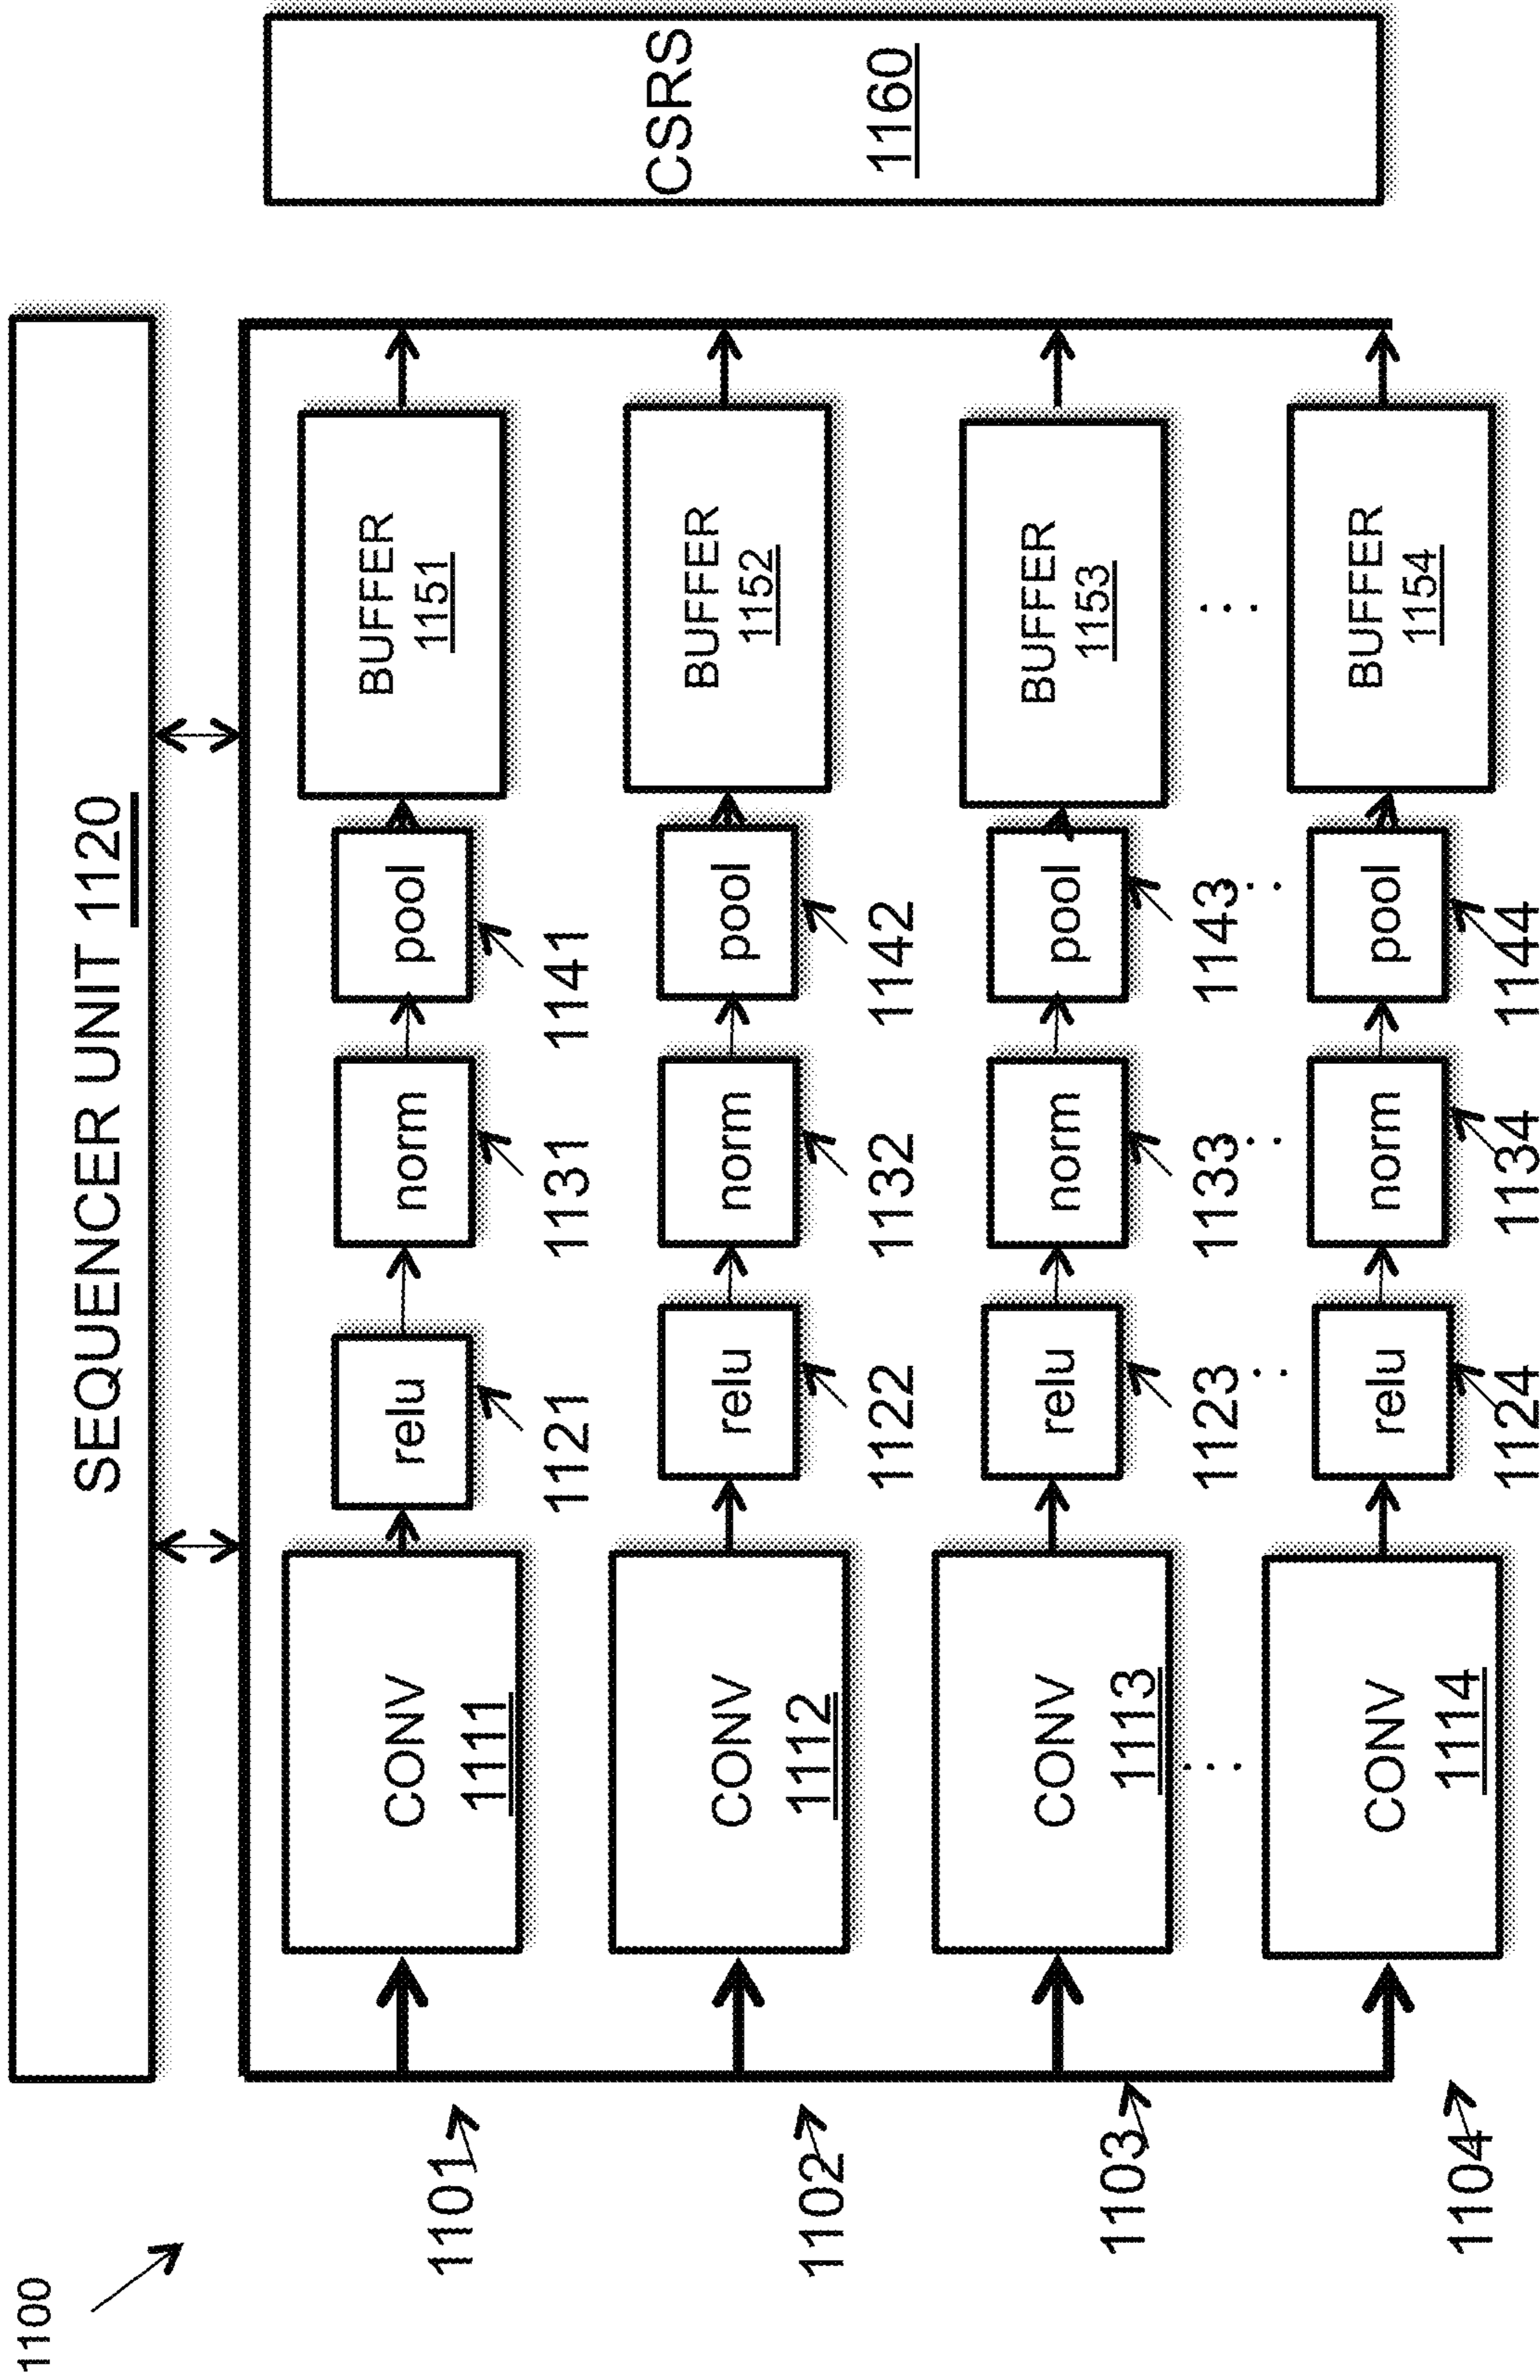 1100
SEQUENCER UNIT 1120
1101
CONV
1111
relu
1121
norm
1131
pool
1141
BUFFER
1151
1102
CONV
1112
relu
1122
norm
1132
pool
1142
BUFFER
1152
1103
CONV
1113
relu
1123
norm
1133
pool
1143
BUFFER
1153
1104
CONV
1114
relu
1124
norm
1134
pool
1144
BUFFER
1154
CSRS
1160